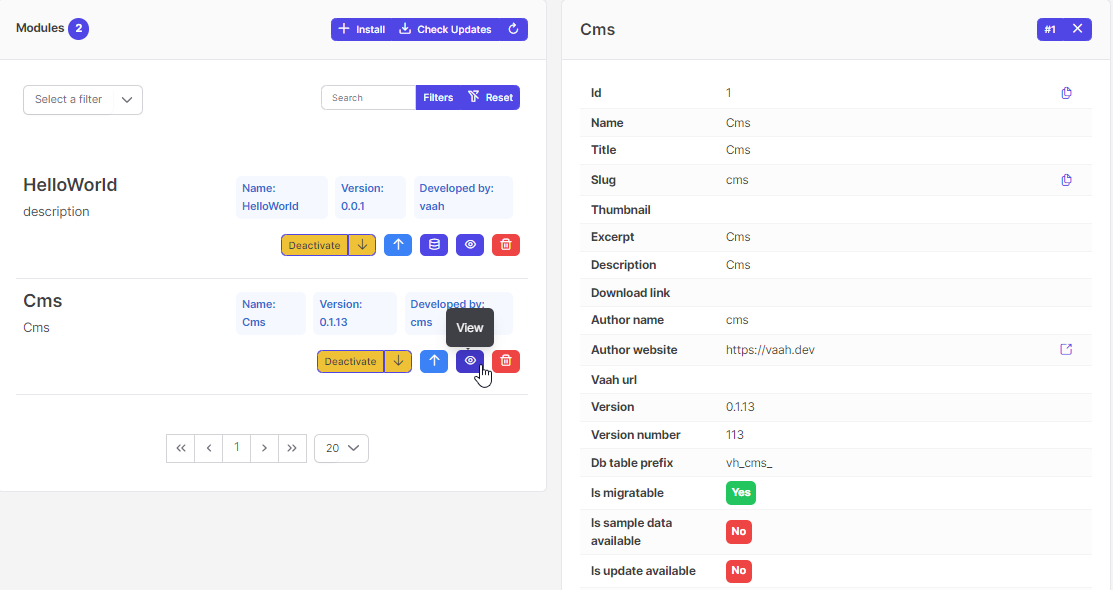 Modules 2
Install Check Updates
Select a filter
Search Filters Reset
HelloWorld
description
Name:
HelloWorld
Version:
0.0.1
Developed by:
vaah
Deactivate
Cms
Cms
Name:
Cms
Version:
0.1.13
Developed by:
cms
View
Deactivate
1
20
Cms
#1
Id 1
Name Cms
Title Cms
Slug cms
Thumbnail
Excerpt Cms
Description Cms
Download link
Author name cms
Author website https://vaah.dev
Vaah url
Version 0.1.13
Version number 113
Db table prefix vh_cms_
Is migratable Yes
Is sample data
available No
Is update available No